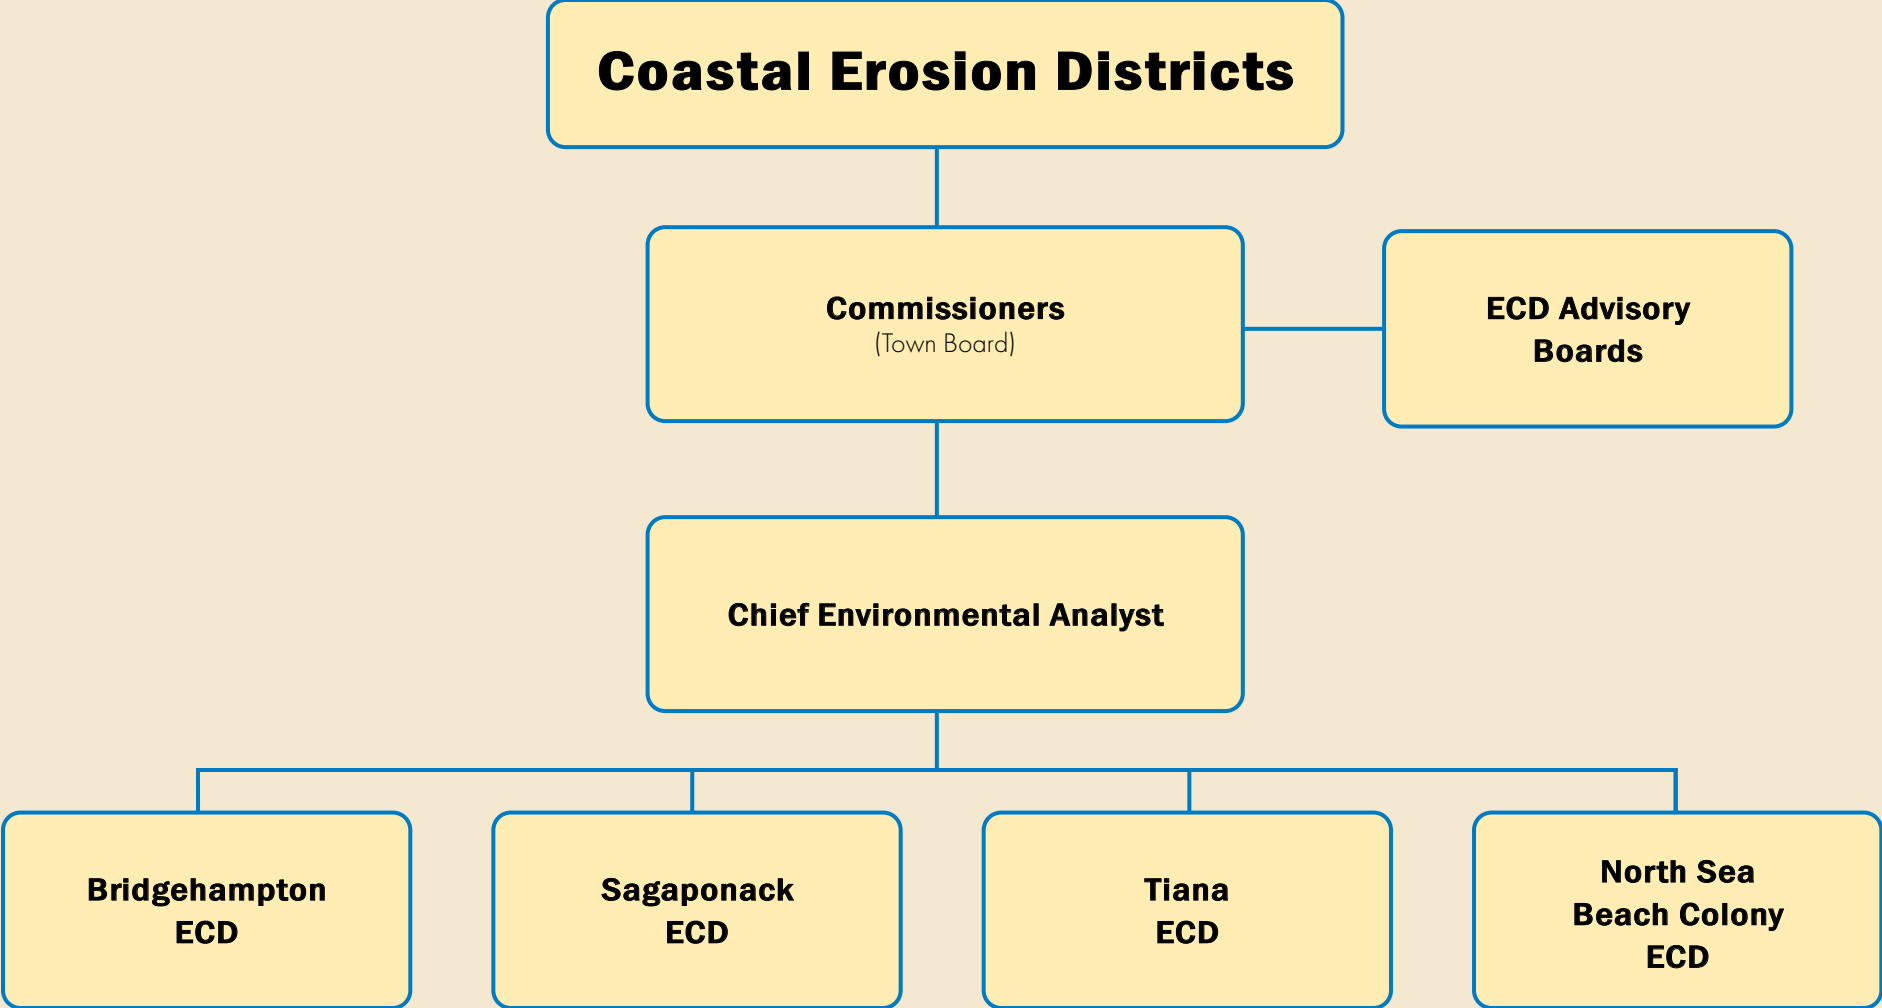 Coastal Erosion Districts
Commissioners
(Town Board)
ECD Advisory
Boards
Chief Environmental Analyst
Bridgehampton
ECD
Sagaponack
ECD
Tiana
ECD
North Sea
Beach Colony
ECD